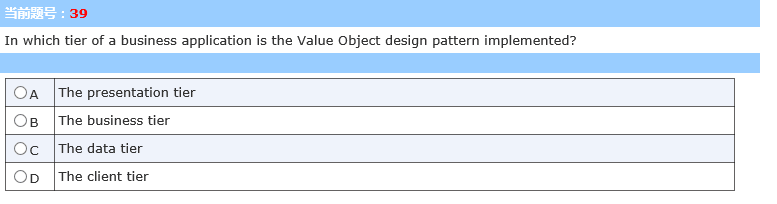 当前题号：39
In which tier of a business application is the Value Object design pattern implemented?
A The presentation tier
B The business tier
C The data tier
D The client tier